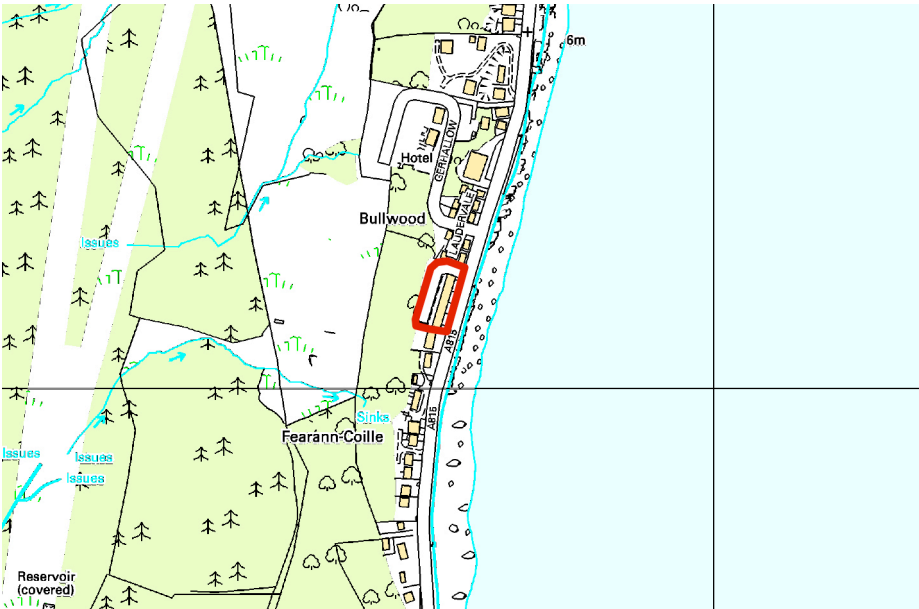 6m
Hotel
GERHALLOW
LAUDERVALE
Bullwood
Issues
A815
Sinks
A815
Fearann-Coille
Issues
Issues
Issues
Reservoir
(covered)